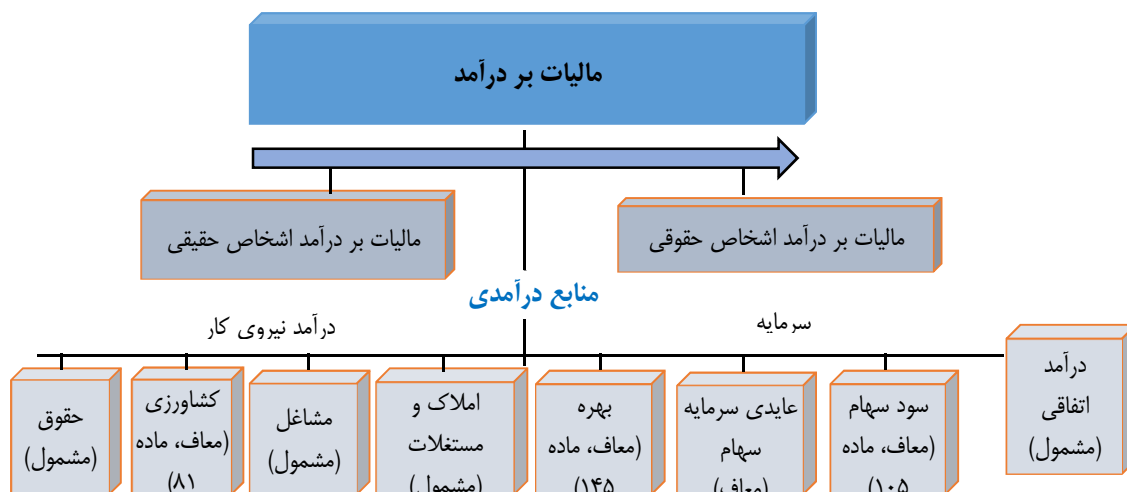 مالیات بر درآمد
مالیات بر درآمد اشخاص حقوقی
مالیات بر درآمد اشخاص حقیقی
منابع درآمدی
سرمایه
درآمد نیروی کار
درآمد
اتفاقی
(مشمول)
سود سهام
(معاف، ماده
۱۰۵)
عایدی سرمایه
سهام
(معاف)
بهره
(معاف، ماده
۱۴۵)
املاک و
مستغلات
(مشمول)
مشاغل
(مشمول)
کشاورزی
(معاف، ماده
۸۱)
حقوق
(مشمول)